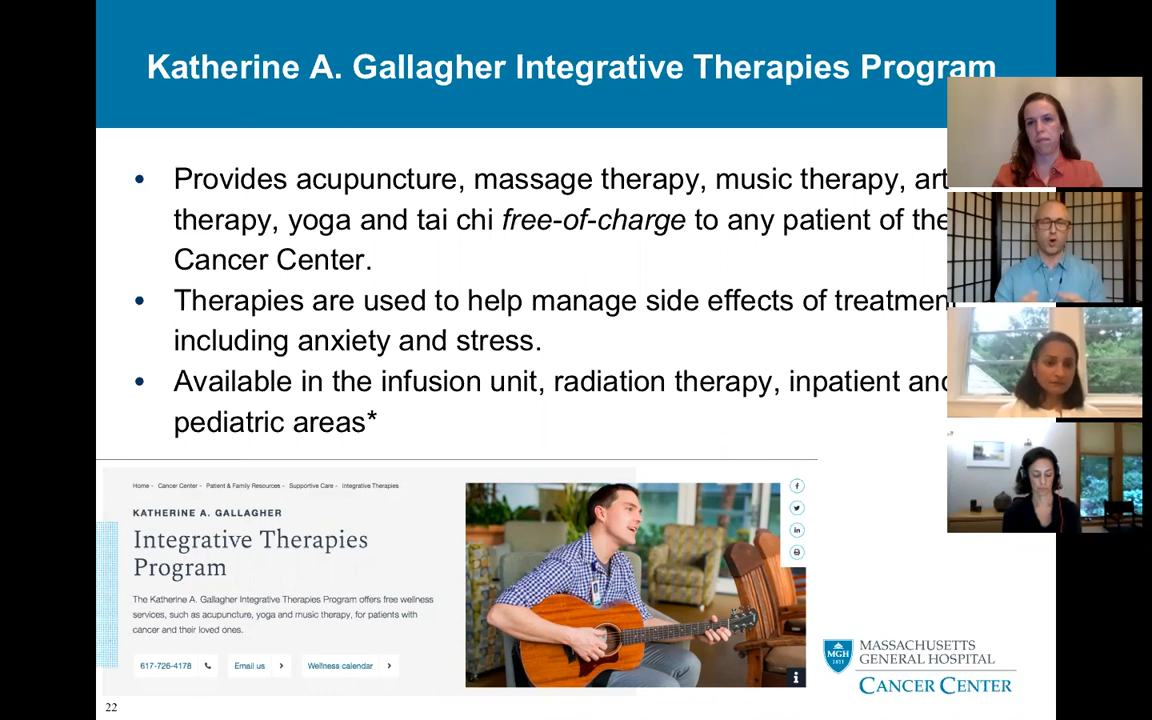 Katherine A. Gallagher Integrative Therapies Program
• Provides acupuncture, massage therapy, music therapy, art
therapy, yoga and tai chi free-of-charge to any patient of the
Cancer Center.
• Therapies are used to help manage side effects of treatmen
including anxiety and stress.
• Available in the infusion unit, radiation therapy, inpatient and
pediatric areas*
Home - Cancer Center - Patient & Family Resources - Supportive Care - Integrative Therapies
KATHERINE A. GALLAGHER
Integrative Therapies
Program
The Katherine A. Gallagher Integrative Therapies Program offers free wellness
services, such as acupuncture, yoga and music therapy, for patients with
cancer and their loved ones.
617-726-4178
Email us
Wellness calendar
MGH
1811
MASSACHUSETTS
GENERAL HOSPITAL
CANCER CENTER
22